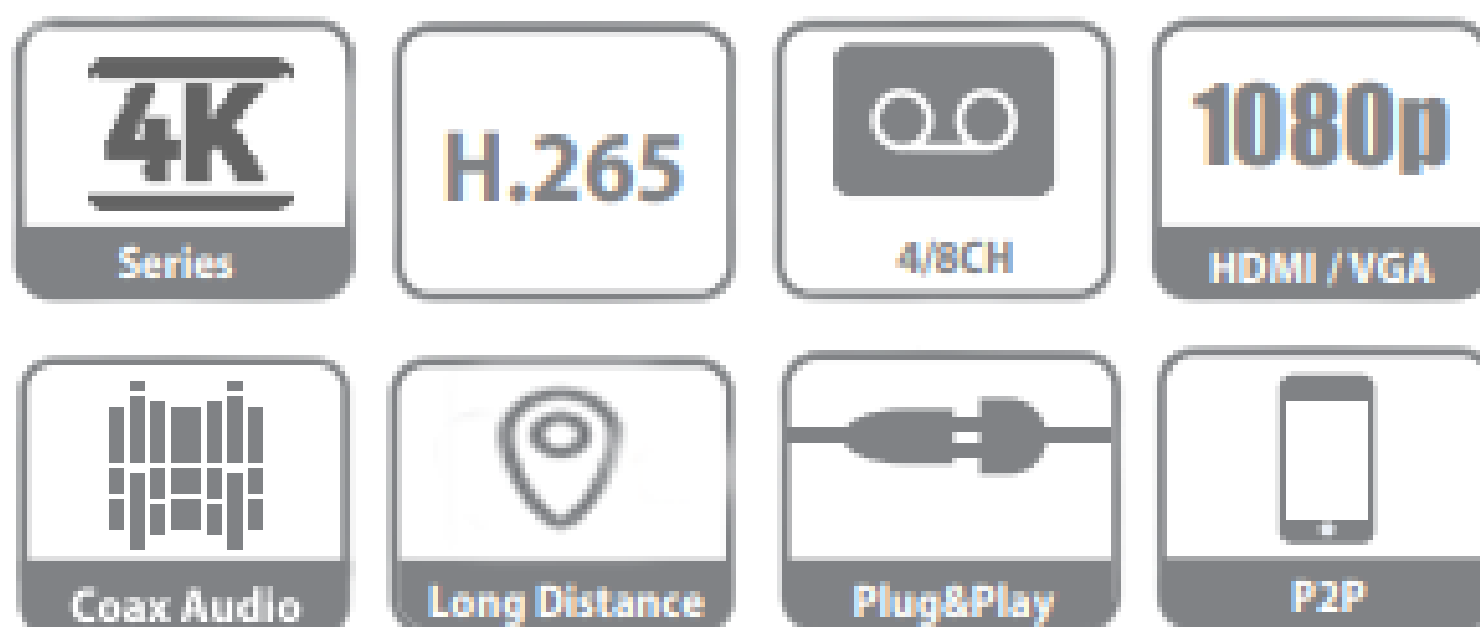 4K
Series
H.265
4/8CH
1080p
HDMI / VGA
Coax Audio
Long Distance
Plug&Play
P2P